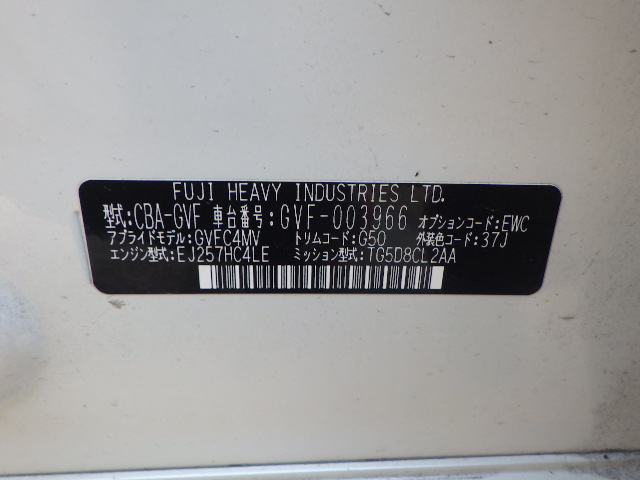 FUJI HEAVY INDUSTRIES LTD.
型式:CBA-GVF 車台番号:GVF-003966 オプションコード:EWC
アプライドモデル:GVFC4MV トリムコード:G50 外装色コード:37J
エンジン型式:EJ257HC4LE ミッション型式:TG5D8CL2AA